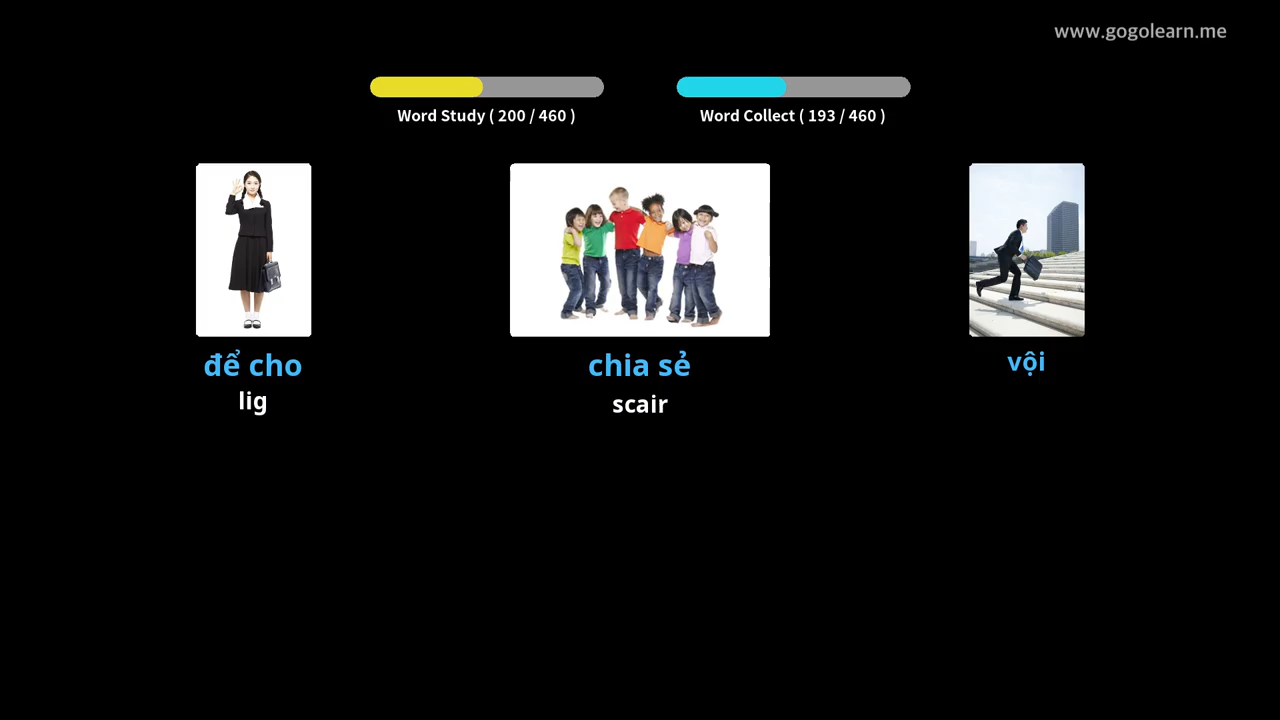 www.gogolearn.me
Word Study ( 200 / 460 )
Word Collect ( 193 / 460 )
để cho
lig
chia sẻ
scair
vội